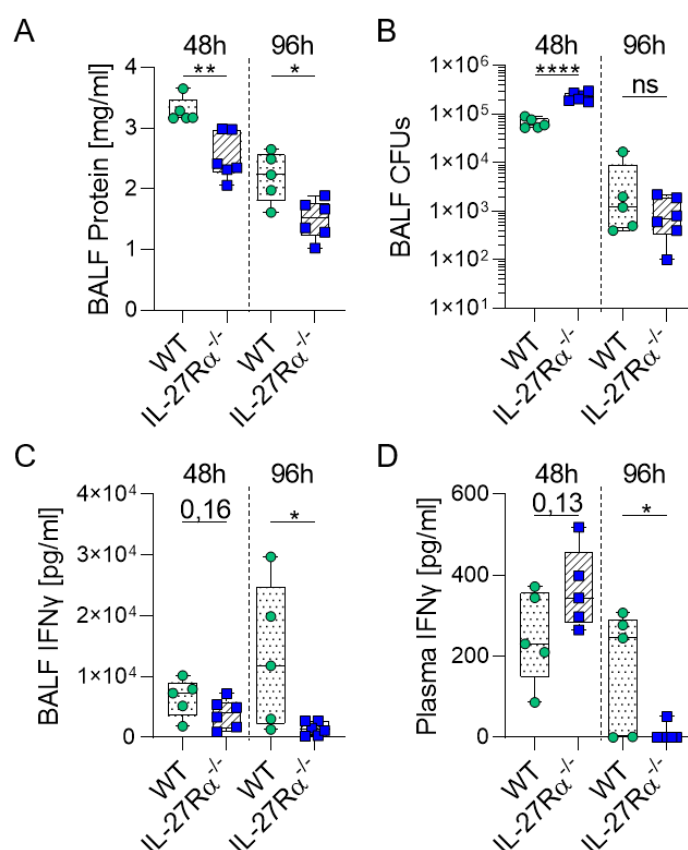 A
48h
96h
**
*
BALF Protein [mg/ml]
4
3
2
1
0
WT
IL-27Rα-/-
WT
IL-27Rα-/-
B
48h
96h
****
ns
BALF CFUs
1×10⁶
1×10⁵
1×10⁴
1×10³
1×10²
1×10¹
WT
IL-27Rα-/-
WT
IL-27Rα-/-
C
48h
96h
0,16
*
BALF IFNγ [pg/ml]
4×10⁴
3×10⁴
2×10⁴
1×10⁴
0
WT
IL-27Rα-/-
WT
IL-27Rα-/-
D
48h
96h
0,13
*
Plasma IFNγ [pg/ml]
600
400
200
0
WT
IL-27Rα-/-
WT
IL-27Rα-/-